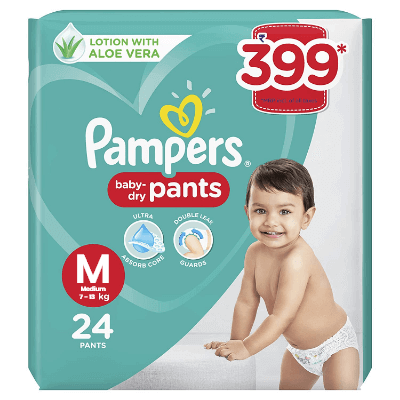 LOTION WITH
ALOE VERA
₹
399*
Pampers®
baby-
dry pants
ULTRA
ABSORB CORE
DOUBLE LEAK
GUARDS
M
Medium
7-13 kg
24
PANTS